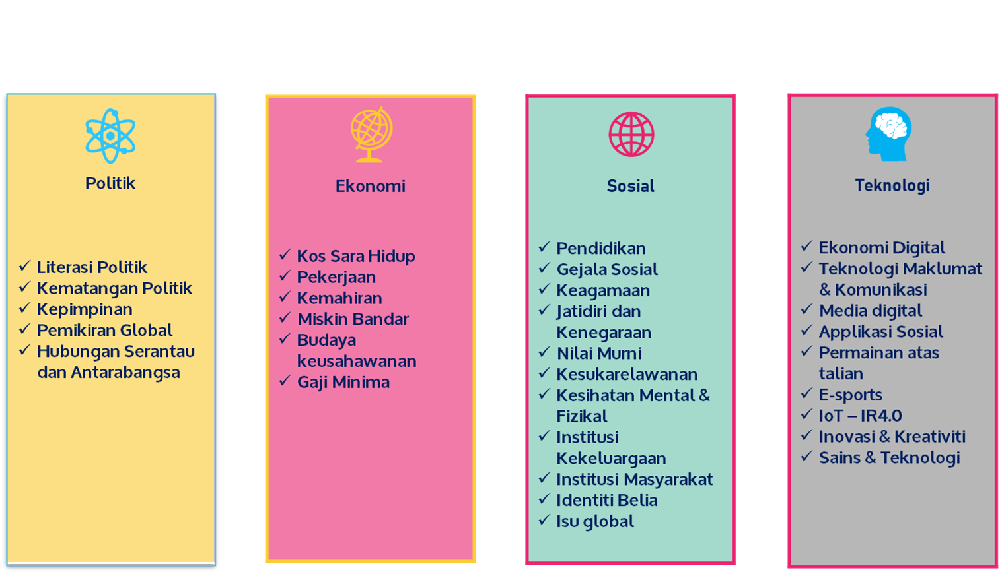 Politik
Literasi Politik
Kematangan Politik
Kepimpinan
Pemikiran Global
Hubungan Serantau
dan Antarabangsa
Ekonomi
Kos Sara Hidup
Pekerjaan
Kemahiran
Miskin Bandar
Budaya
keusahawanan
Gaji Minima
Sosial
Pendidikan
Gejala Sosial
Keagamaan
Jatidiri dan
Kenegaraan
Nilai Murni
Kesukarelawanan
Kesihatan Mental &
Fizikal
Institusi
Kekeluargaan
Institusi Masyarakat
Identiti Belia
Isu global
Teknologi
Ekonomi Digital
Teknologi Maklumat
& Komunikasi
Media digital
Applikasi Sosial
Permainan atas
talian
E-sports
IoT – IR4.0
Inovasi & Kreativiti
Sains & Teknologi